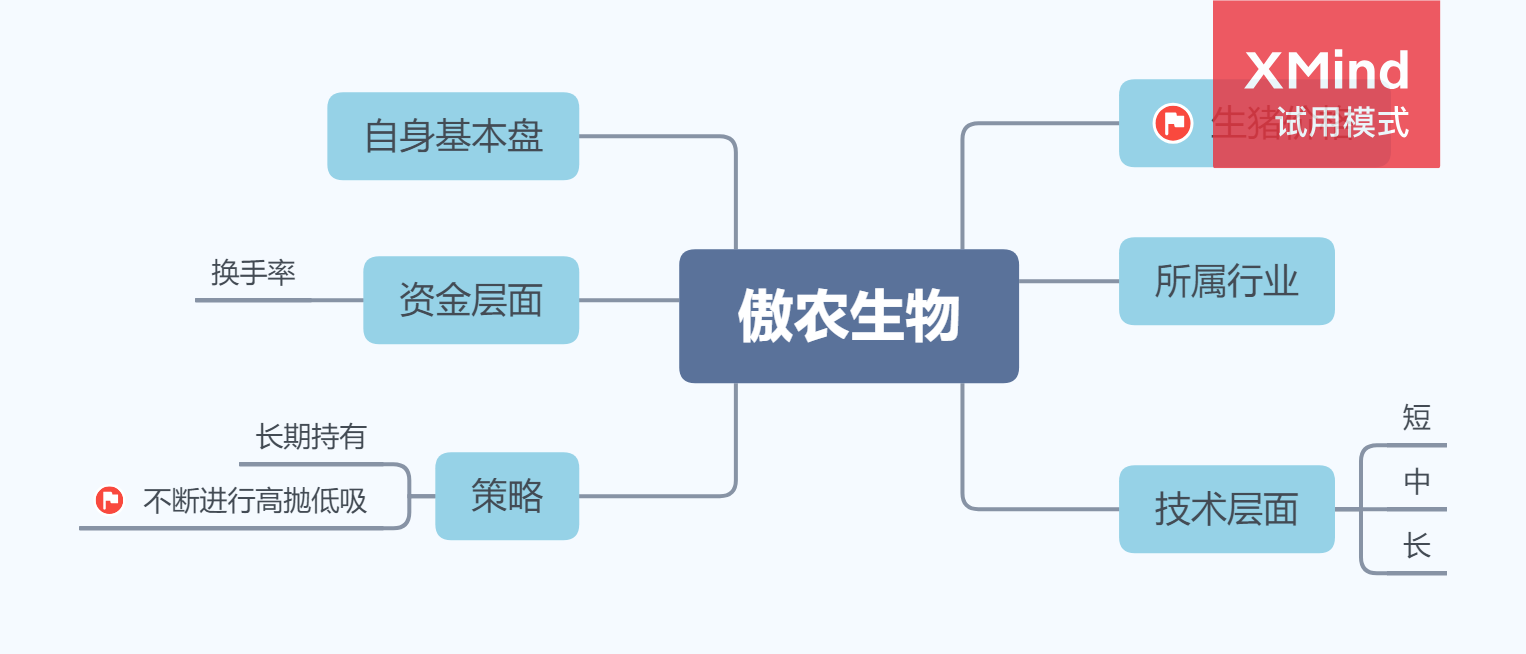 自身基本盘
换手率
资金层面
长期持有
不断进行高抛低吸
策略
傲农生物
生猪
XMind
试用模式
所属行业
技术层面
短
中
长